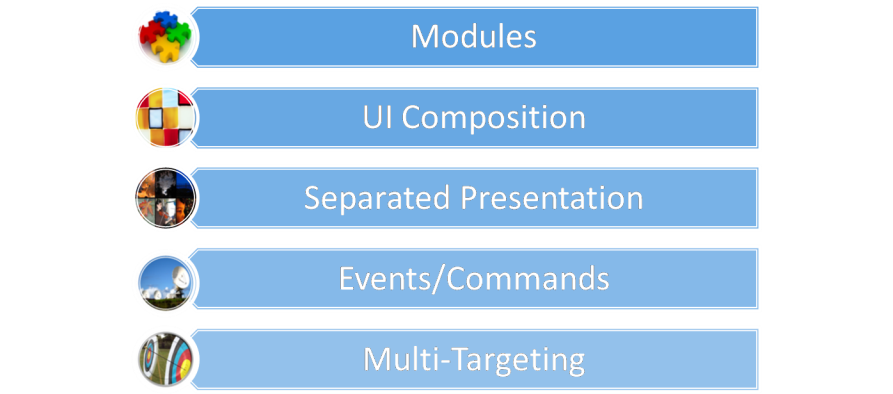 Modules
UI Composition
Separated Presentation
Events/Commands
Multi-Targeting